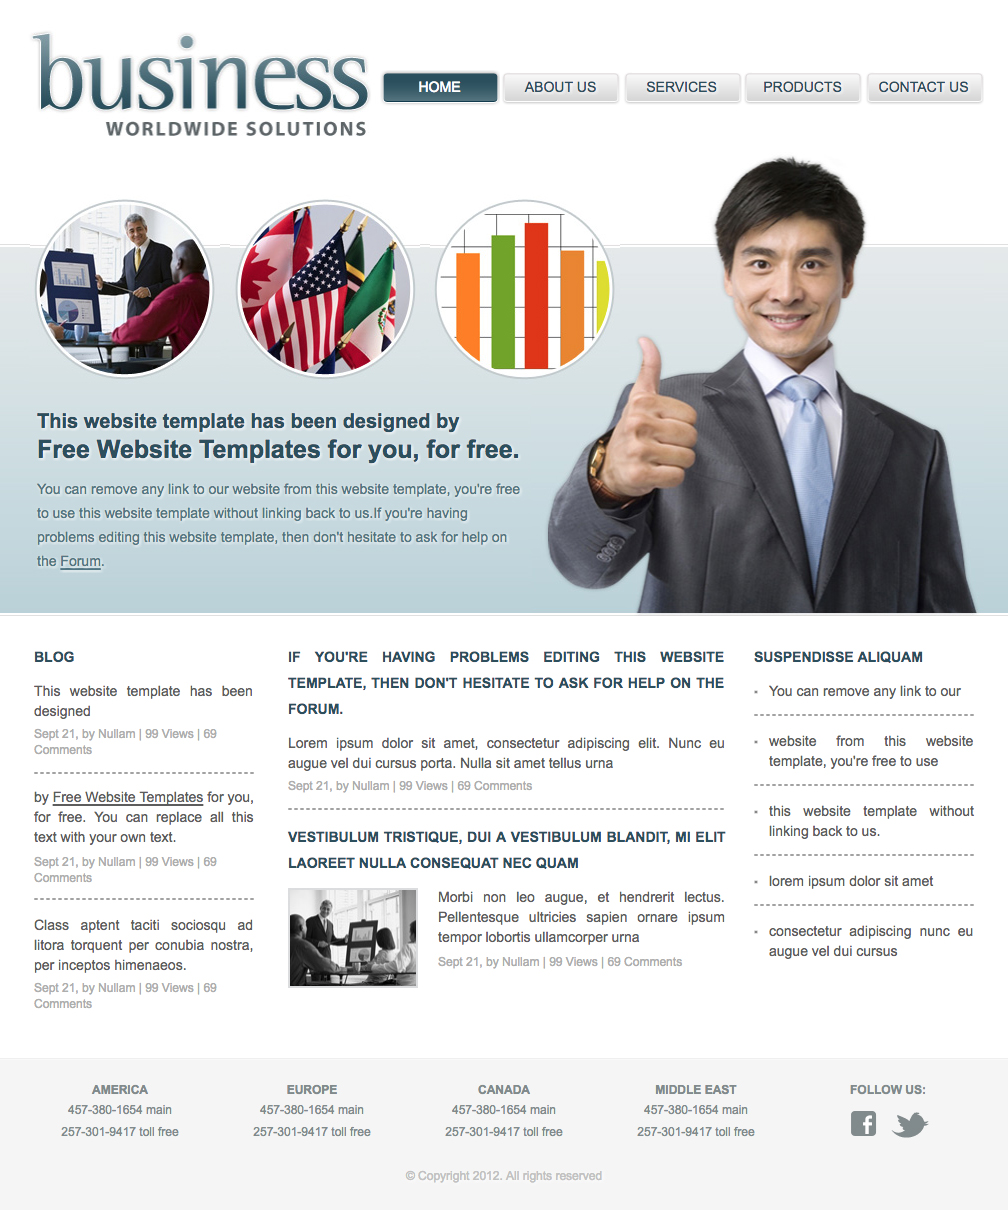 business
WORLDWIDE SOLUTIONS
HOME
ABOUT US
SERVICES
PRODUCTS
CONTACT US
This website template has been designed by
Free Website Templates for you, for free.
You can remove any link to our website from this website template, you're free
to use this website template without linking back to us.If you're having
problems editing this website template, then don't hesitate to ask for help on
the Forum.
BLOG
This website template has been
designed
Sept 21, by Nullam | 99 Views | 69
Comments
by Free Website Templates for you,
for free. You can replace all this
text with your own text.
Sept 21, by Nullam | 99 Views | 69
Comments
Class aptent taciti sociosqu ad
litora torquent per conubia nostra,
per inceptos himenaeos.
Sept 21, by Nullam | 99 Views | 69
Comments
IF YOU'RE HAVING PROBLEMS EDITING THIS WEBSITE
TEMPLATE, THEN DON'T HESITATE TO ASK FOR HELP ON THE
FORUM.
Lorem ipsum dolor sit amet, consectetur adipiscing elit. Nunc eu
augue vel dui cursus porta. Nulla sit amet tellus urna
Sept 21, by Nullam | 99 Views | 69 Comments
VESTIBULUM TRISTIQUE, DUI A VESTIBULUM BLANDIT, MI ELIT
LAOREET NULLA CONSEQUAT NEC QUAM
Morbi non leo augue, et hendrerit lectus.
Pellentesque ultricies sapien ornare ipsum
tempor lobortis ullamcorper urna
Sept 21, by Nullam | 99 Views | 69 Comments
SUSPENDISSE ALIQUAM
You can remove any link to our
website from this website
template, you're free to use
this website template without
linking back to us.
lorem ipsum dolor sit amet
consectetur adipiscing nunc eu
augue vel dui cursus
AMERICA
457-380-1654 main
257-301-9417 toll free
EUROPE
457-380-1654 main
257-301-9417 toll free
CANADA
457-380-1654 main
257-301-9417 toll free
MIDDLE EAST
457-380-1654 main
257-301-9417 toll free
FOLLOW US:
© Copyright 2012. All rights reserved